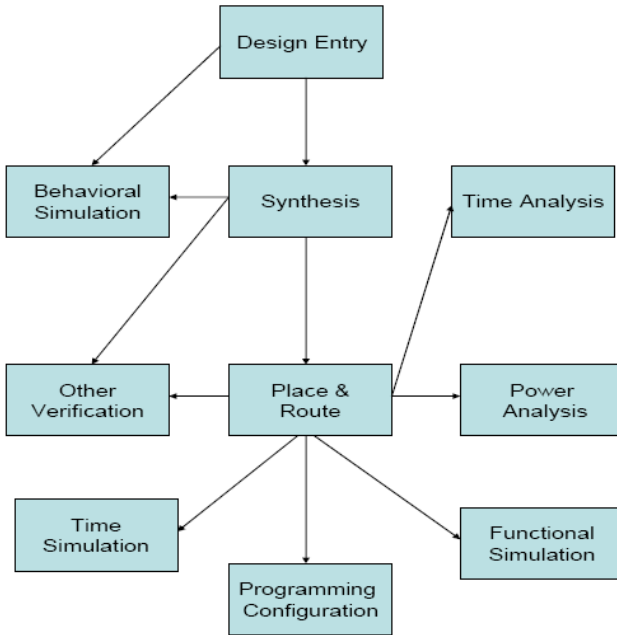 Design Entry
Behavioral
Simulation
Synthesis
Time Analysis
Other
Verification
Place &
Route
Power
Analysis
Time
Simulation
Programming
Configuration
Functional
Simulation